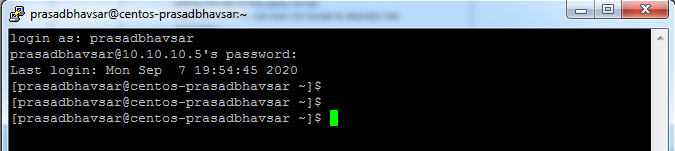 prasadbhavsar@centos-prasadbhavsar:~
login as: prasadbhavsar
prasadbhavsar@10.10.10.5's password:
Last login: Mon Sep  7 19:54:45 2020
[prasadbhavsar@centos-prasadbhavsar ~]$
[prasadbhavsar@centos-prasadbhavsar ~]$
[prasadbhavsar@centos-prasadbhavsar ~]$